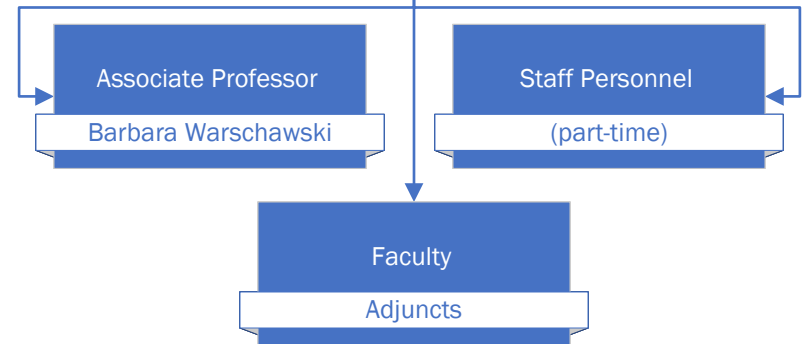 Associate Professor
Barbara Warschawski
Staff Personnel
(part-time)
Faculty
Adjuncts